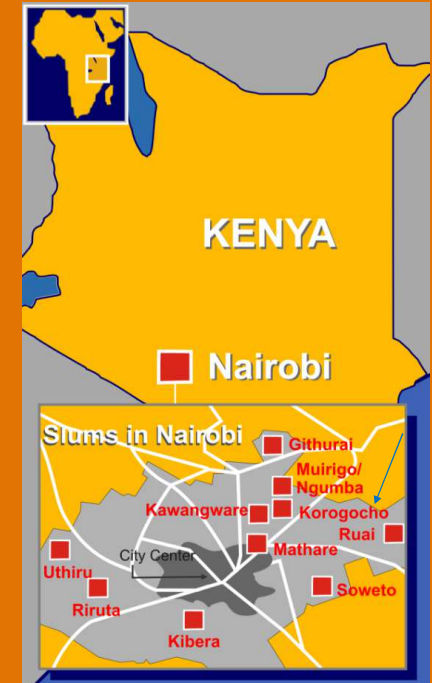 KENYA
Nairobi
Slums in Nairobi
Githurai
Muirigo/
Ngumba
Kawangware
Korogocho
Ruai
Mathare
City Center
Uthiru
Riruta
Soweto
Kibera